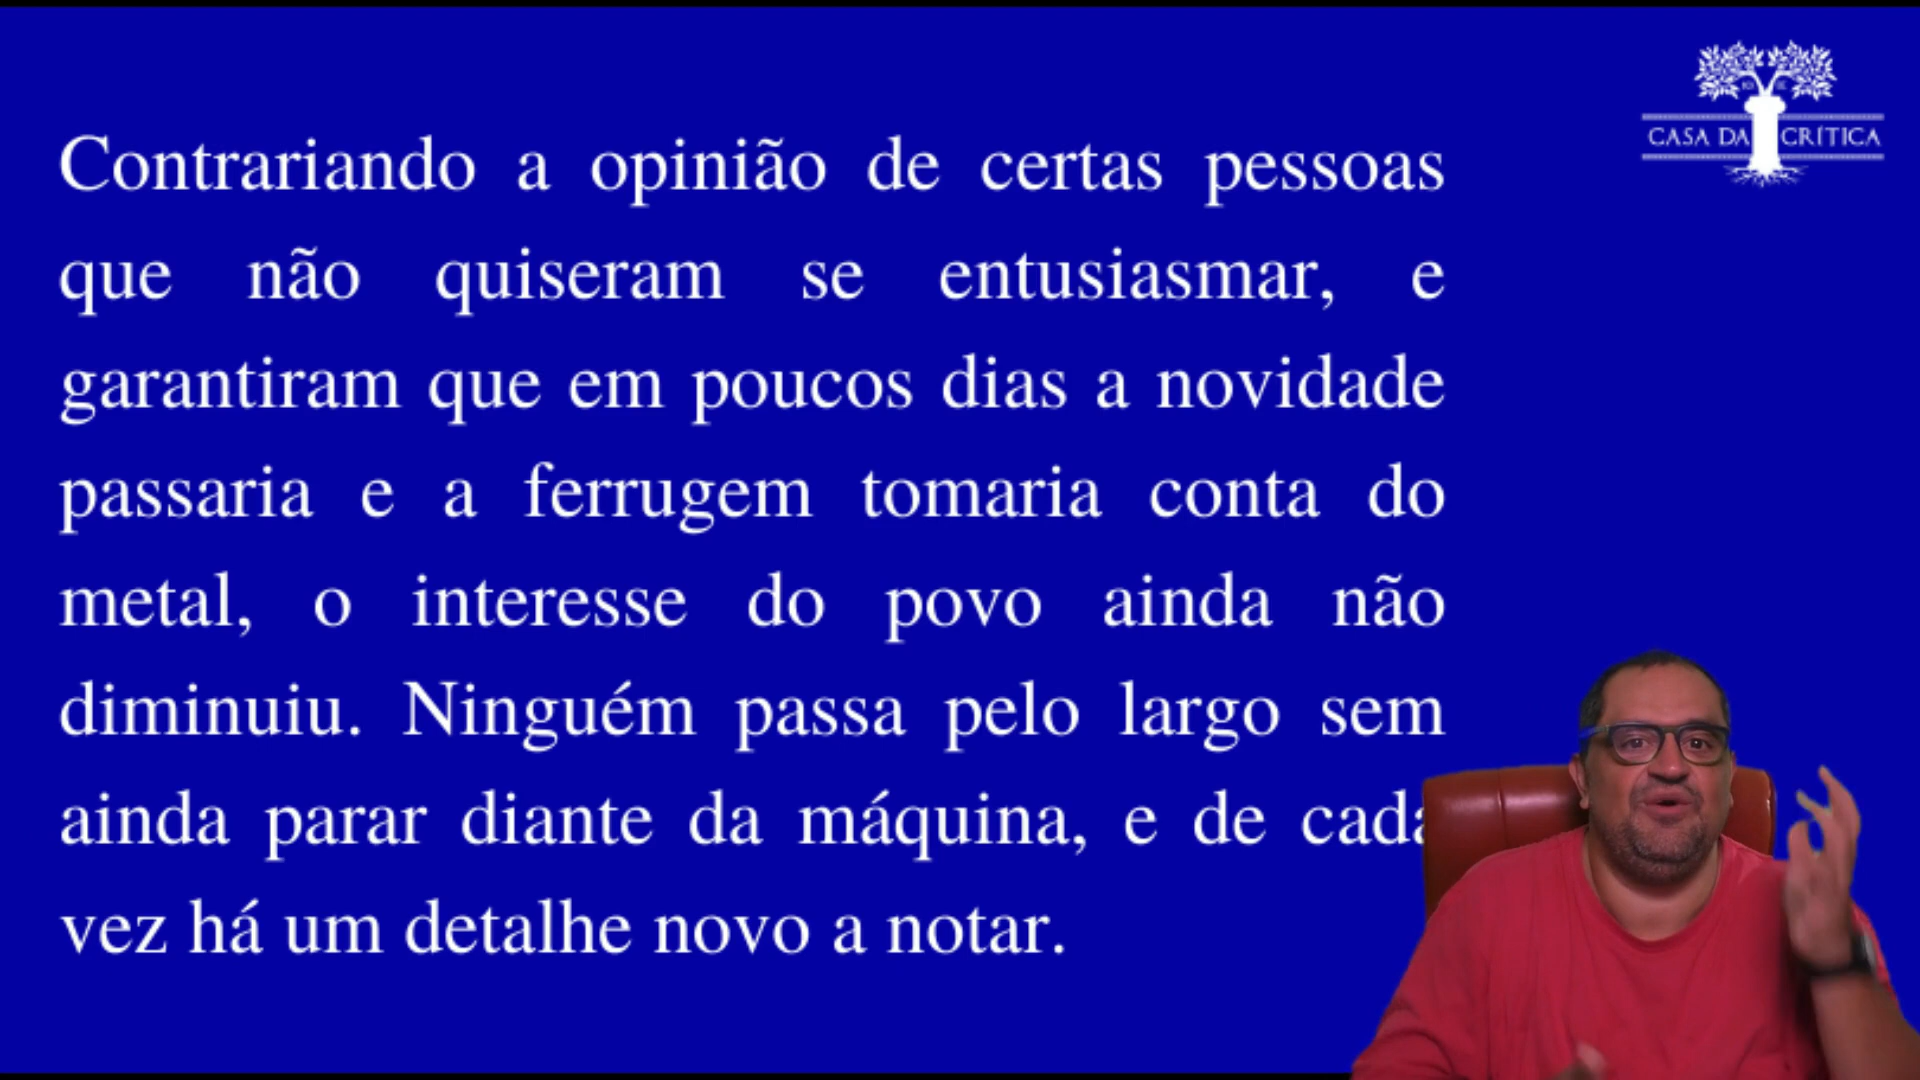 Contrariando a opinião de certas pessoas
que não quiseram se entusiasmar, e
garantiram que em poucos dias a novidade
passaria e a ferrugem tomaria conta do
metal, o interesse do povo ainda não
diminuiu. Ninguém passa pelo largo sem
ainda parar diante da máquina, e de cada
vez há um detalhe novo a notar.
CASA DA CRÍTICA